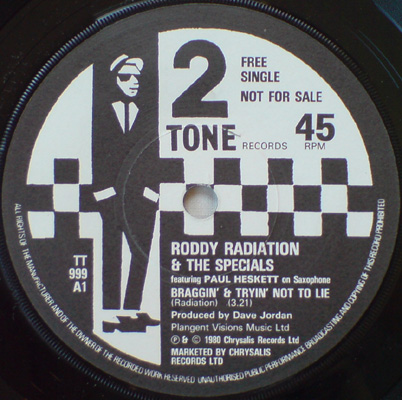 2
TONE
RECORDS
FREE
SINGLE
NOT FOR SALE
45
RPM
TT
999
A1
RODDY RADIATION
& THE SPECIALS
featuring PAUL HESKETT on Saxophone
BRAGGIN' & TRYIN' NOT TO LIE
(Radiation) (3.21)
Produced by Dave Jordan
Plangent Visions Music Ltd
Ⓟ & © 1980 Chrysalis Records Ltd
MARKETED BY CHRYSALIS
RECORDS LTD
ALL RIGHTS OF THE MANUFACTURER AND OF THE OWNER OF THE RECORDED WORK RESERVED UNAUTHORISED PUBLIC PERFORMANCE BROADCASTING AND COPYING OF THIS RECORD PROHIBITED